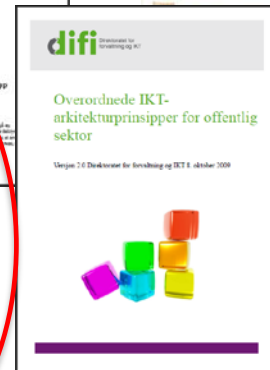 difi
Direktoratet for
forvaltning og IKT
Overordnede IKT-
arkitekturprinsipper for offentlig
sektor
Versjon 2.0 Direktoratet for forvaltning og IKT 8. oktober 2009